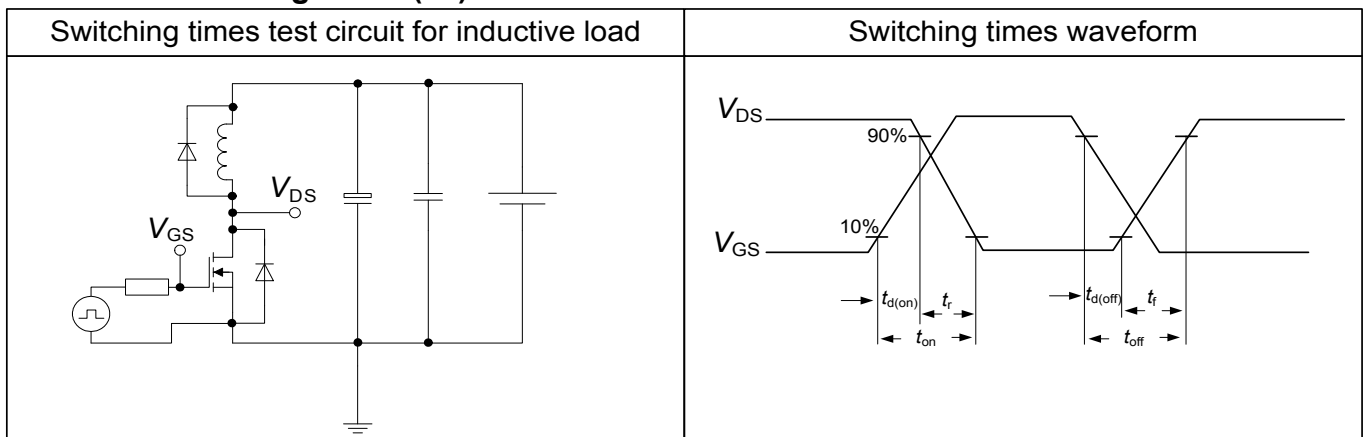 Switching times test circuit for inductive load
Switching times waveform
VDS
VGS
VDS
90%
10%
VGS
td(on) tr
ton
td(off) tf
toff